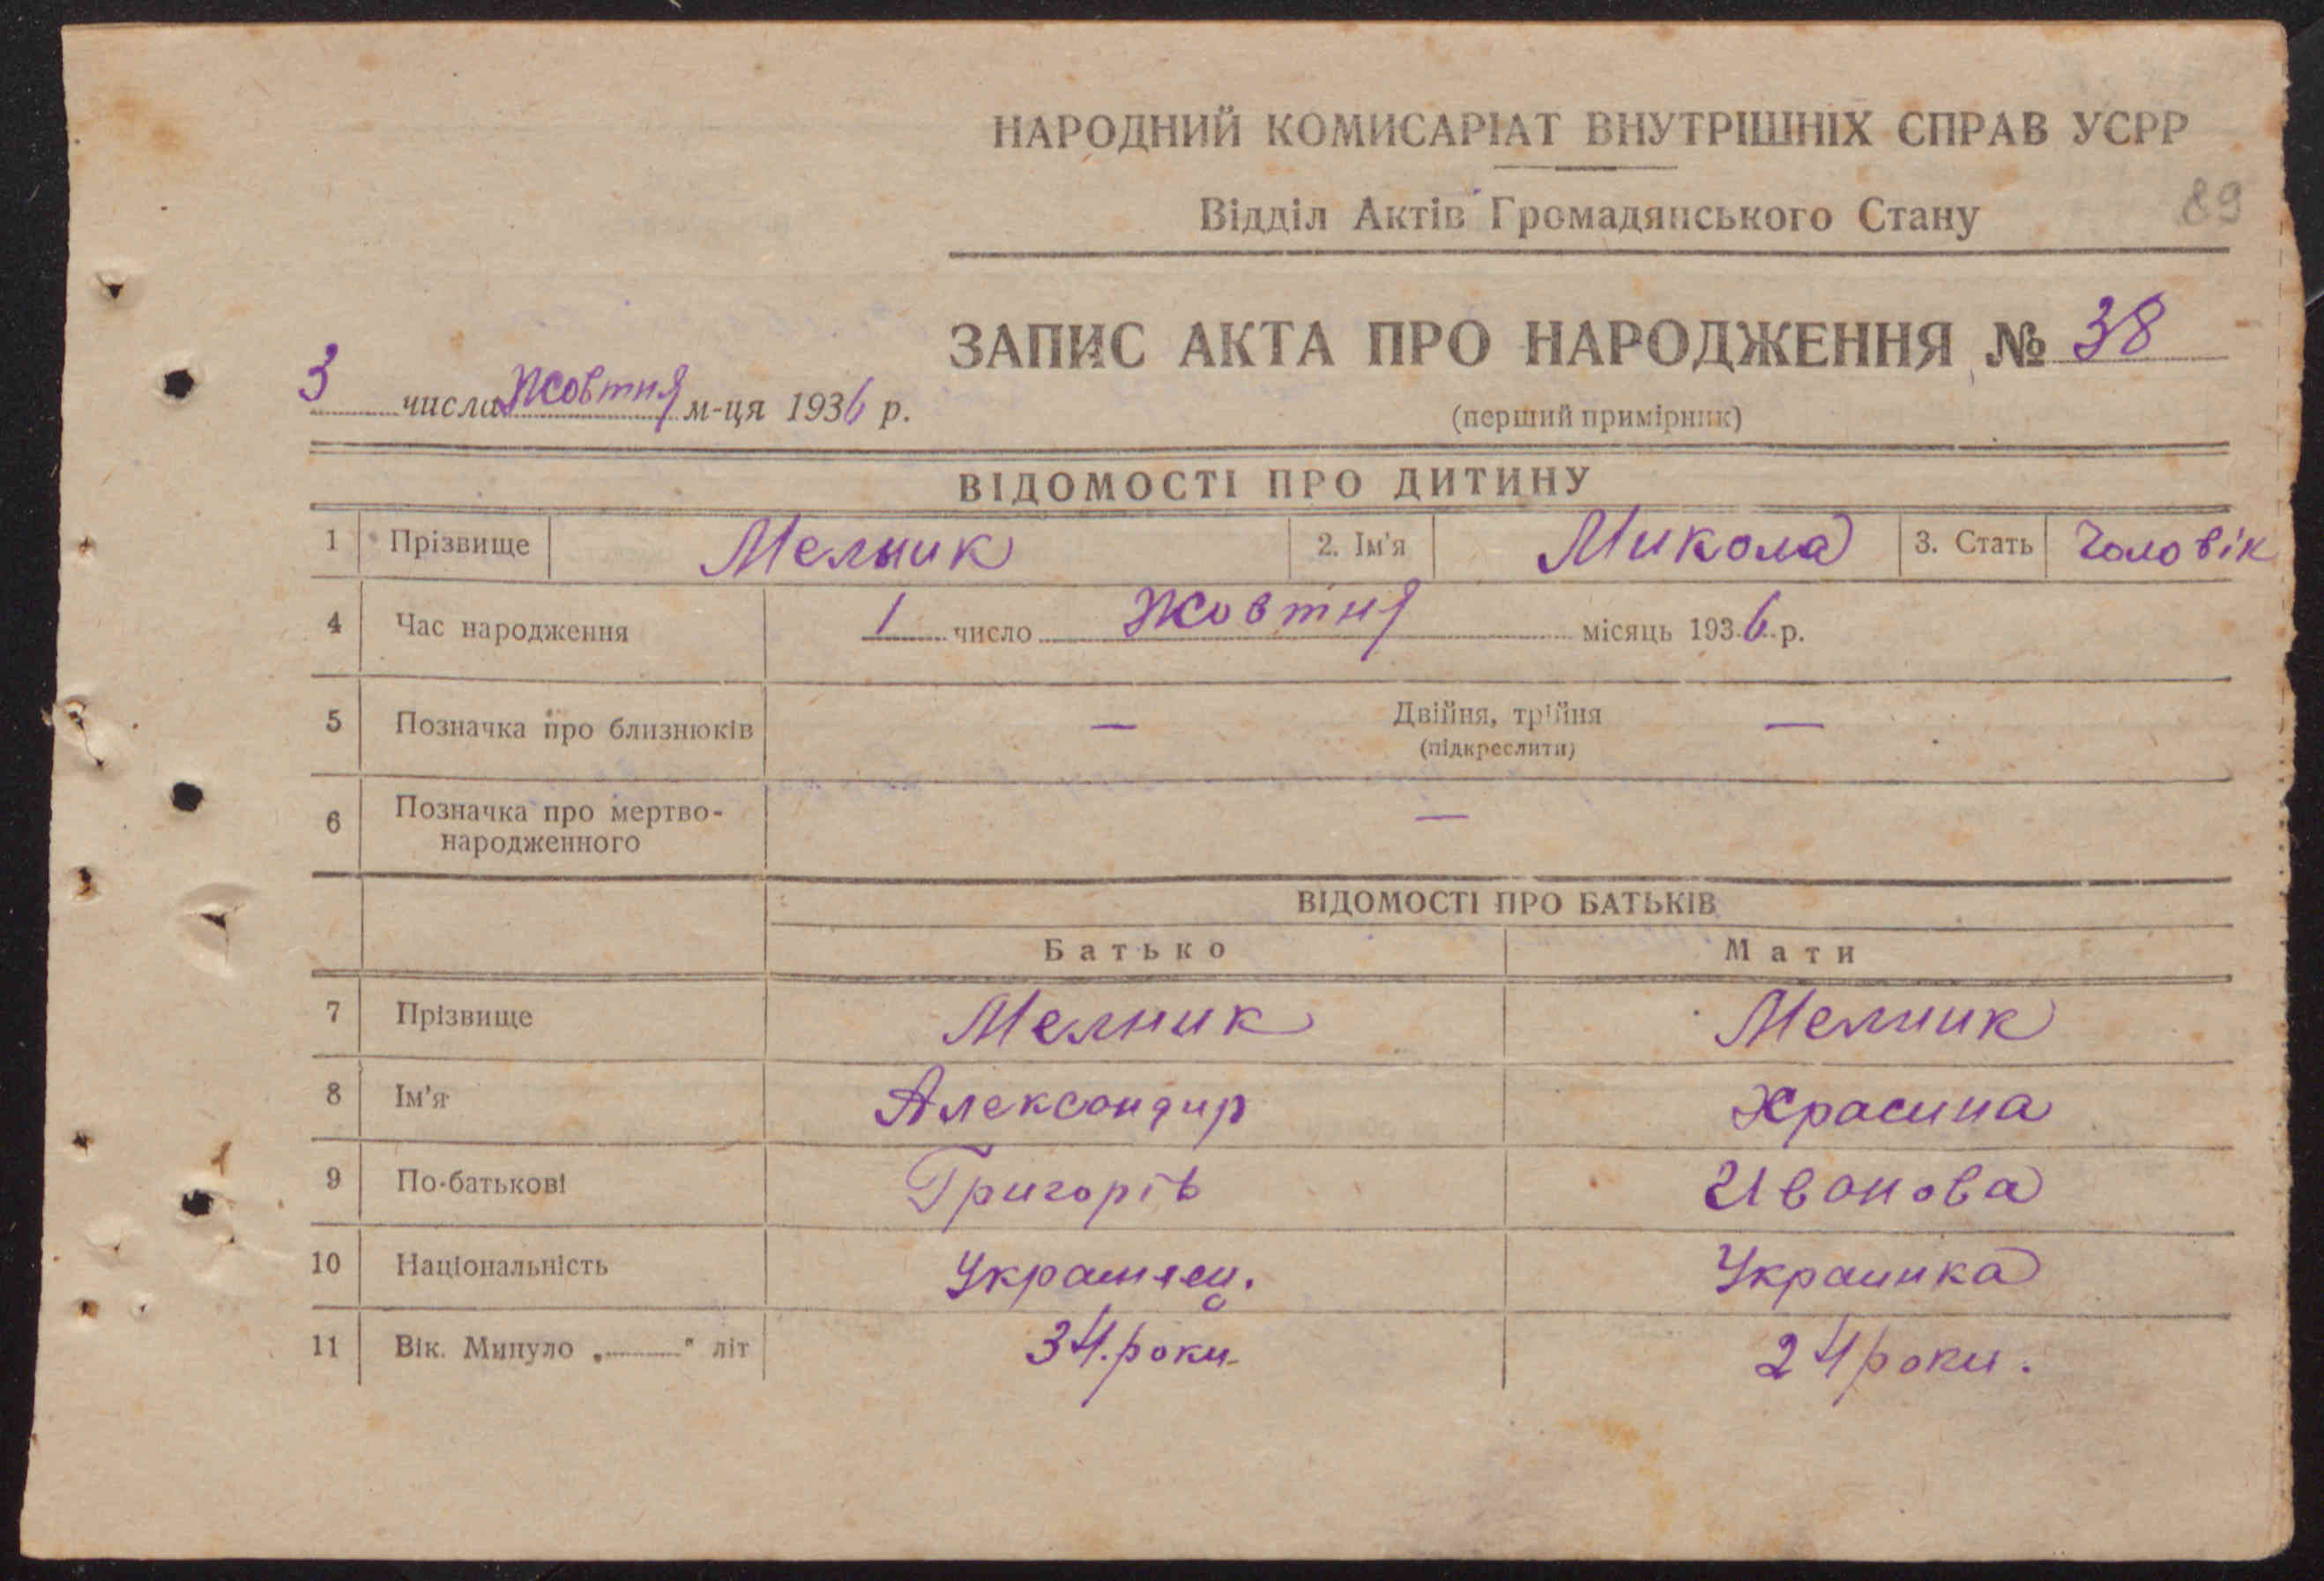 НАРОДНИЙ КОМИСАРІАТ ВНУТРІШНІХ СПРАВ УСРР
Відділ Актів Громадянського Стану
89
ЗАПИС АКТА ПРО НАРОДЖЕННЯ № 38
3 числа Жовтня м-ця 1936 р.
(перший примірник)
ВІДОМОСТІ ПРО ДИТИНУ
1 Прізвище Мелник 2. Ім'я Микола 3. Стать Чоловік
4 Час народження 1 число Жовтня місяць 1936 р.
5 Позначка про близнюків — Двійня, трійня —
(підкреслити)
6 Позначка про мертво-
народженного —
ВІДОМОСТІ ПРО БАТЬКІВ
Батько Мати
7 Прізвище Мелник Мелник
8 Ім'я Александир Храсина
9 По-батькові Григорів Ивонова
10 Національність Украинец. Украинка
11 Вік. Минуло „——" літ 34. роки 24 роки.